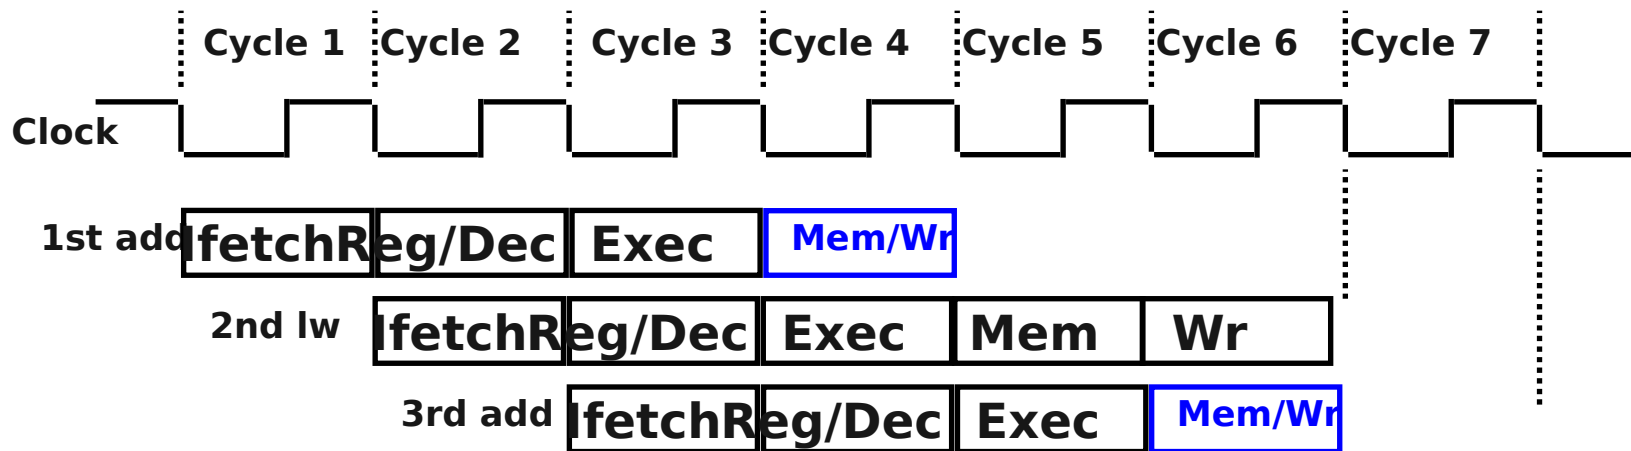 Cycle 1 Cycle 2 Cycle 3 Cycle 4 Cycle 5 Cycle 6 Cycle 7
Clock
1st add Ifetch Reg/Dec Exec Mem/Wr
2nd lw Ifetch Reg/Dec Exec Mem Wr
3rd add Ifetch Reg/Dec Exec Mem/Wr